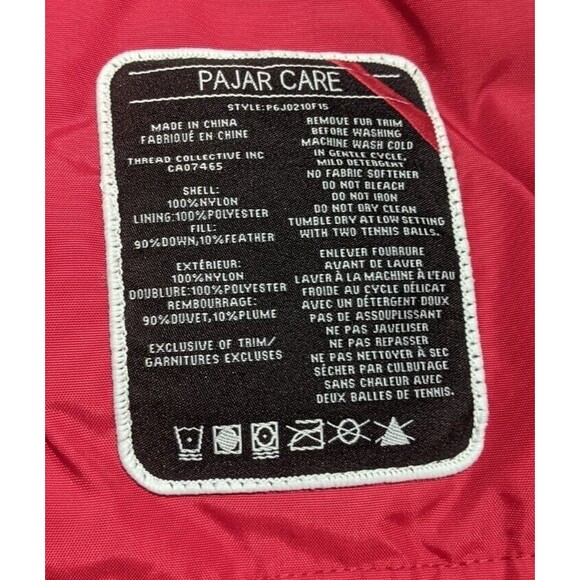 PAJAR CARE
STYLE:P6J0210F15
MADE IN CHINA
FABRIQUÉ EN CHINE
THREAD COLLECTIVE INC
CA07465
SHELL:
100%NYLON
LINING:100%POLYESTER
FILL:
90%DOWN,10%FEATHER
EXTÉRIEUR:
100%NYLON
DOUBLURE:100%POLYESTER
REMBOURRAGE:
90%DUVET,10%PLUME
EXCLUSIVE OF TRIM/
GARNITURES EXCLUSES
REMOVE FUR TRIM
BEFORE WASHING
MACHINE WASH COLD
IN GENTLE CYCLE,
MILD DETERGENT
NO FABRIC SOFTENER
DO NOT BLEACH
DO NOT IRON
DO NOT DRY CLEAN
TUMBLE DRY AT LOW SETTING
WITH TWO TENNIS BALLS.
ENLEVER FOURRURE
AVANT DE LAVER
LAVER À LA MACHINE À L'EAU
FROIDE AU CYCLE DÉLICAT
AVEC UN DÉTERGENT DOUX
PAS DE ASSOUPLISSANT
NE PAS JAVELISER
NE PAS REPASSER
NE PAS NETTOYER À SEC
SÉCHER PAR CULBUTAGE
SANS CHALEUR AVEC
DEUX BALLES DE TENNIS.